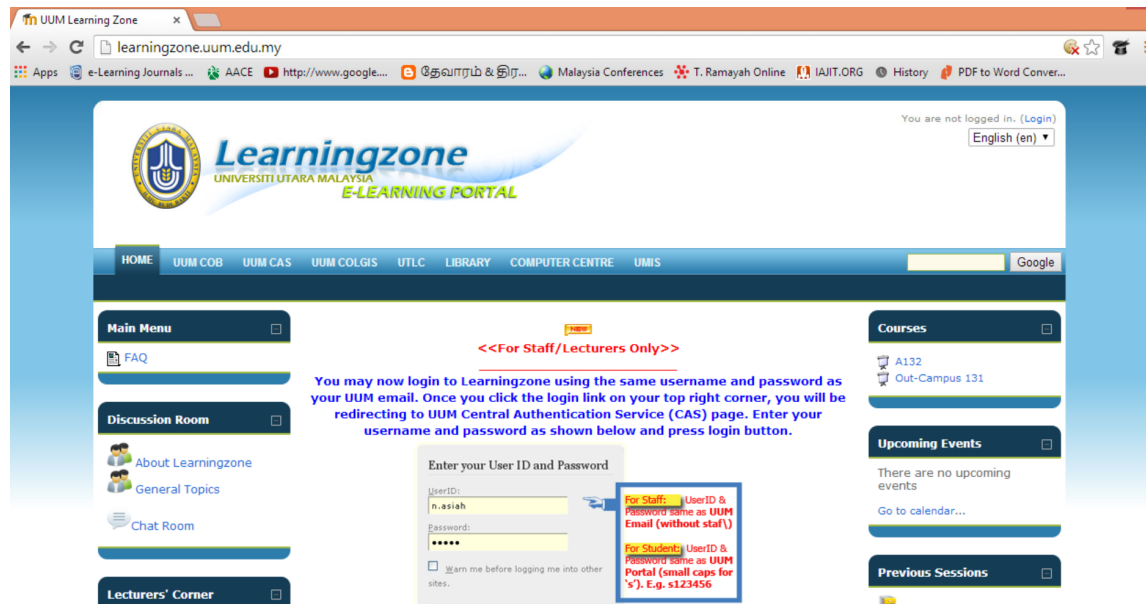 UUM Learning Zone
learningzone.uum.edu.my
Apps e-Learning Journals ... AACE http://www.google.... தேவாரம் & திர... Malaysia Conferences T. Ramayah Online IAJIT.ORG History PDF to Word Conver...
You are not logged in. (Login)
English (en)
Learningzone
UNIVERSITI UTARA MALAYSIA
E-LEARNING PORTAL
HOME UUM COB UUM CAS UUM COLGIS UTLC LIBRARY COMPUTER CENTRE UMIS
Google
Main Menu
FAQ
Discussion Room
About Learningzone
General Topics
Chat Room
Lecturers' Corner
NEW
<<For Staff/Lecturers Only>>
You may now login to Learningzone using the same username and password as
your UUM email. Once you click the login link on your top right corner, you will be
redirecting to UUM Central Authentication Service (CAS) page. Enter your
username and password as shown below and press login button.
Enter your User ID and Password
UserID:
n.asiah
Password:
•••••
Warn me before logging me into other
sites.
For Staff: UserID &
Password same as UUM
Email (without staf\)
For Student: UserID &
Password same as UUM
Portal (small caps for
's'). E.g. s123456
Courses
A132
Out-Campus 131
Upcoming Events
There are no upcoming
events
Go to calendar...
Previous Sessions